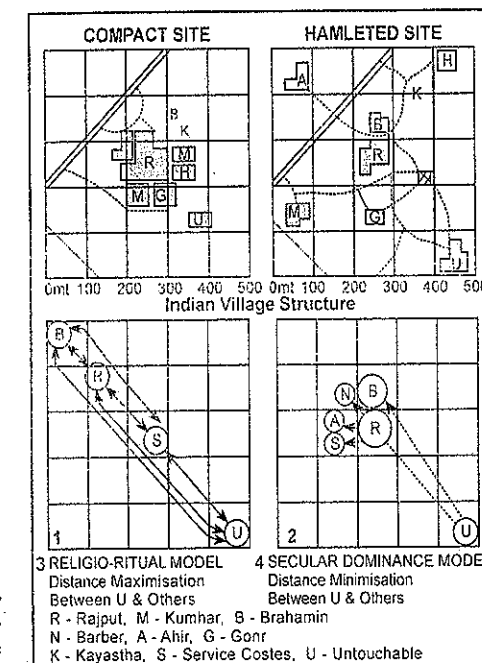 COMPACT SITE
HAMLETED SITE
B
K
R
M
R
M
G
U
A
H
K
B
R
M
G
U
0mt 100 200 300 400 500
0mt 100 200 300 400 500
Indian Village Structure
B
R
S
U
1
N
B
A
R
S
U
2
3 RELIGIO-RITUAL MODEL
Distance Maximisation
Between U & Others
4 SECULAR DOMINANCE MODE
Distance Minimisation
Between U & Others
R - Rajput, M - Kumhar, B - Brahamin
N - Barber, A - Ahir, G - Gonr
K - Kayastha, S - Service Costes, U - Untouchable